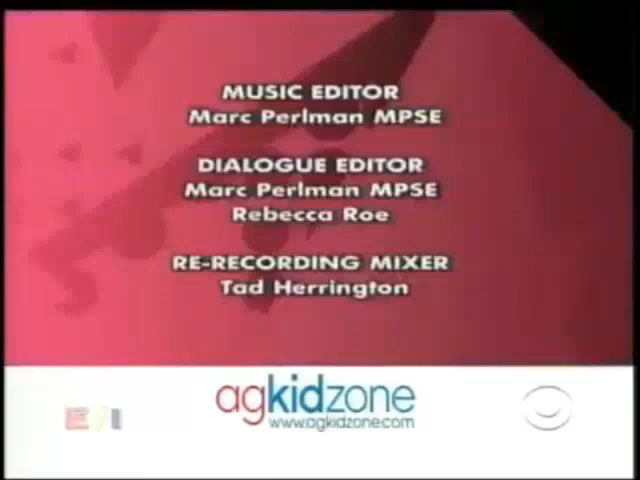 MUSIC EDITOR
Marc Perlman MPSE
DIALOGUE EDITOR
Marc Perlman MPSE
Rebecca Roe
RE-RECORDING MIXER
Tad Herrington
agkidzone
www.agkidzone.com
E/I